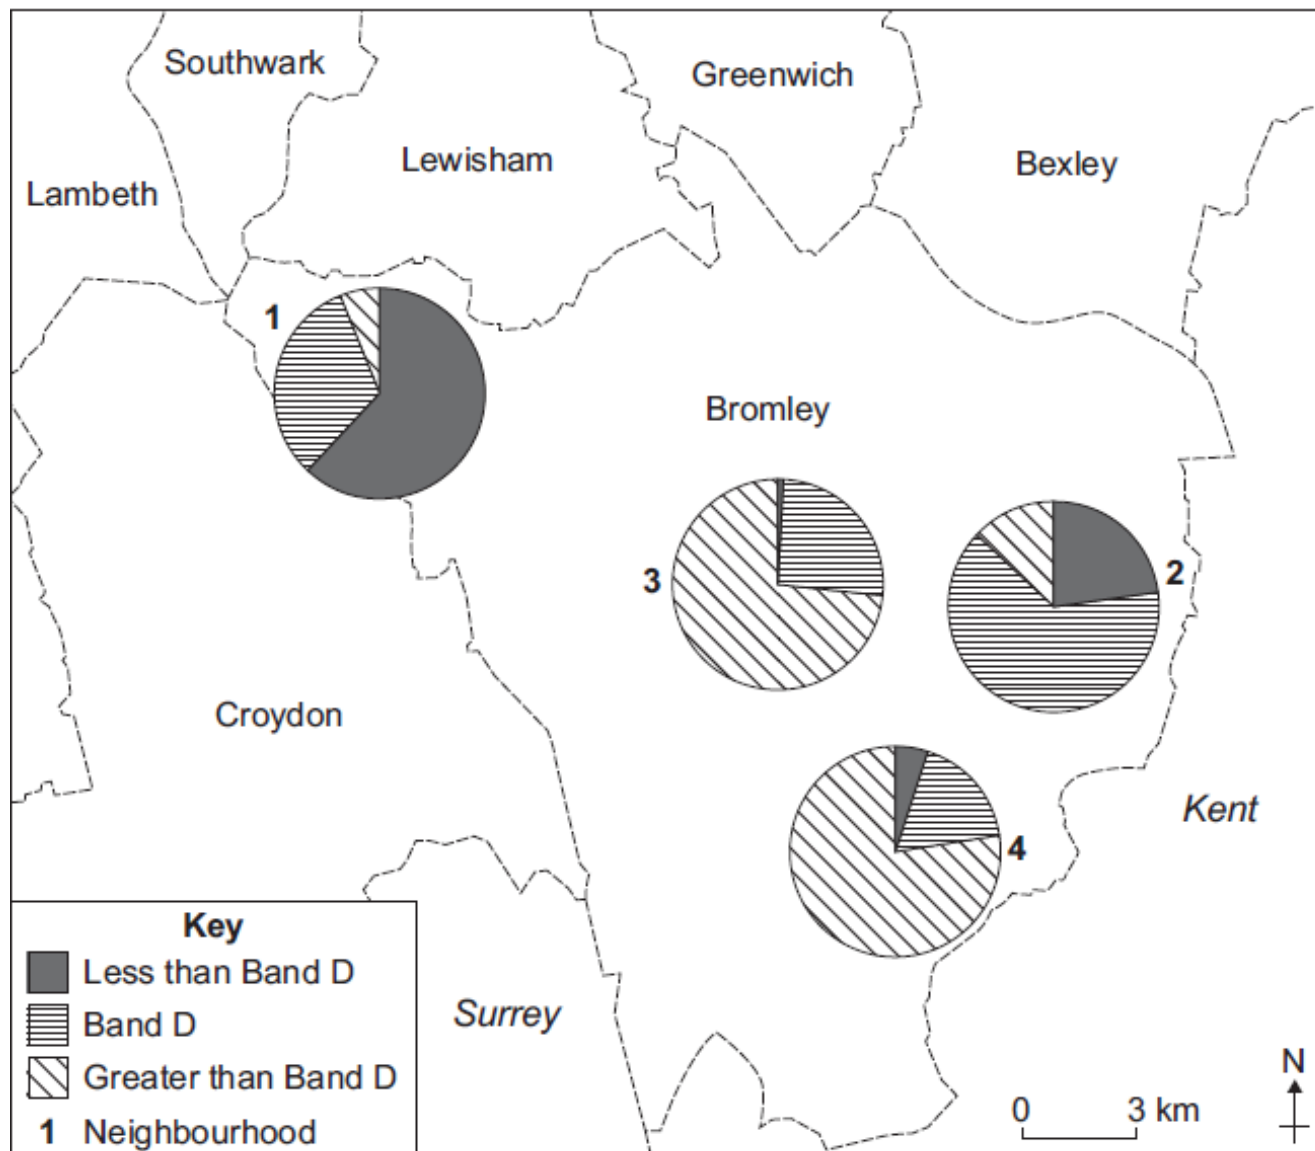 Southwark
Greenwich
Lewisham
Bexley
Lambeth
1
Bromley
3
2
Croydon
Kent
4
Key
Less than Band D
Band D
Greater than Band D
1 Neighbourhood
Surrey
N
0 3 km